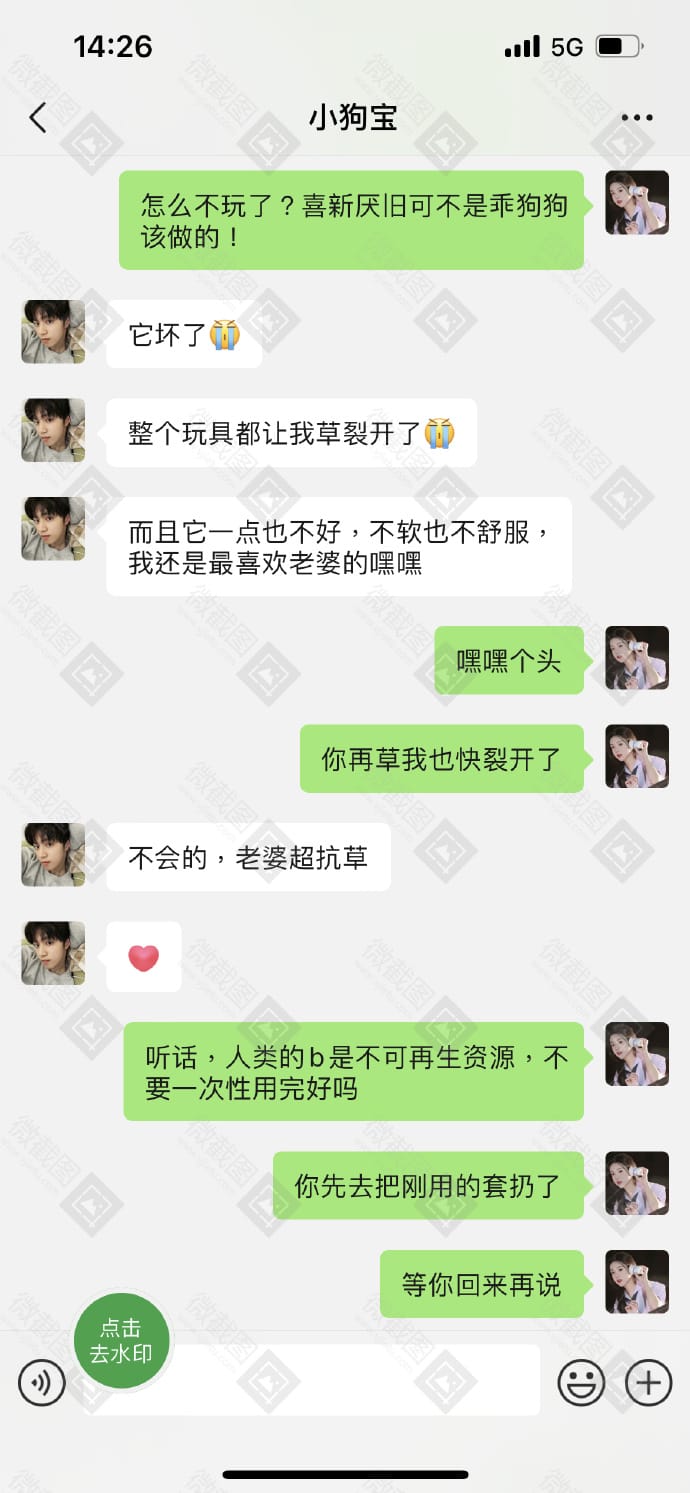 14:26
5G
小狗宝
怎么不玩了？喜新厌旧可不是乖狗狗
该做的！
它坏了😭
整个玩具都让我草裂开了😭
而且它一点也不好，不软也不舒服，
我还是最喜欢老婆的嘿嘿
嘿嘿个头
你再草我也快裂开了
不会的，老婆超抗草
听话，人类的b是不可再生资源，不
要一次性用完好吗
你先去把刚用的套扔了
等你回来再说
点击
去水印
微截图